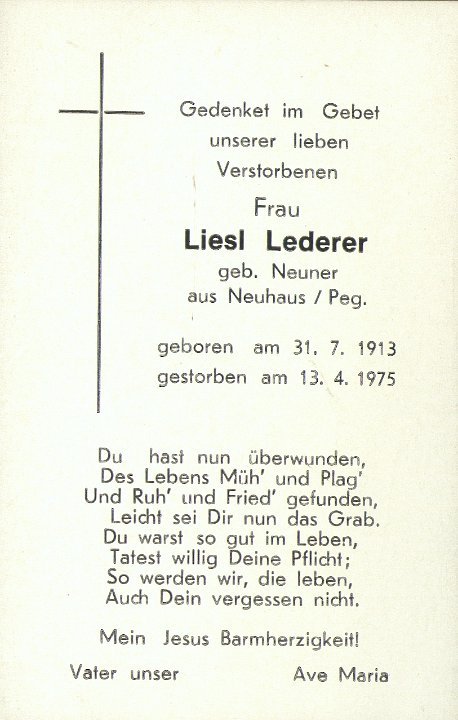 Gedenket im Gebet
unserer lieben
Verstorbenen
Frau
Liesl Lederer
geb. Neuner
aus Neuhaus / Peg.
geboren am 31. 7. 1913
gestorben am 13. 4. 1975
Du hast nun überwunden,
Des Lebens Müh' und Plag'
Und Ruh' und Fried' gefunden,
Leicht sei Dir nun das Grab.
Du warst so gut im Leben,
Tatest willig Deine Pflicht;
So werden wir, die leben,
Auch Dein vergessen nicht.
Mein Jesus Barmherzigkeit!
Vater unser Ave Maria